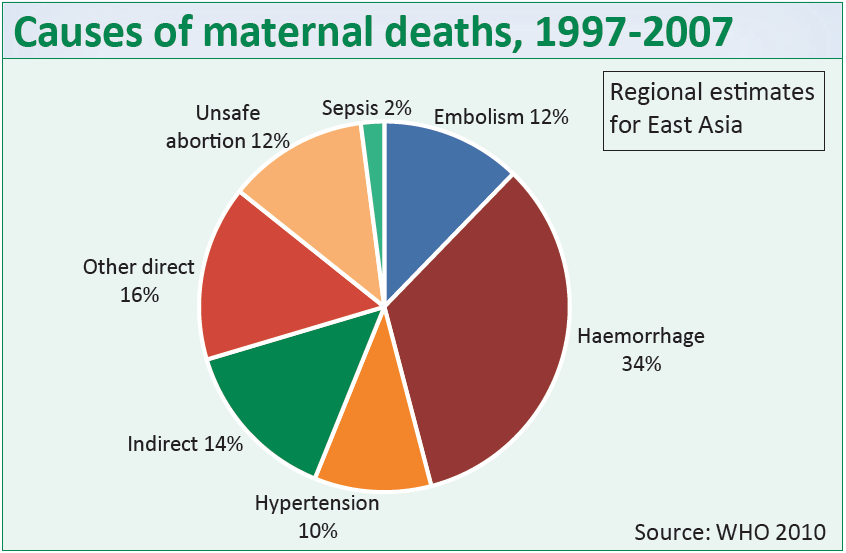 Causes of maternal deaths, 1997-2007
Regional estimates
for East Asia
Sepsis 2%
Embolism 12%
Unsafe
abortion 12%
Other direct
16%
Haemorrhage
34%
Indirect 14%
Hypertension
10%
Source: WHO 2010